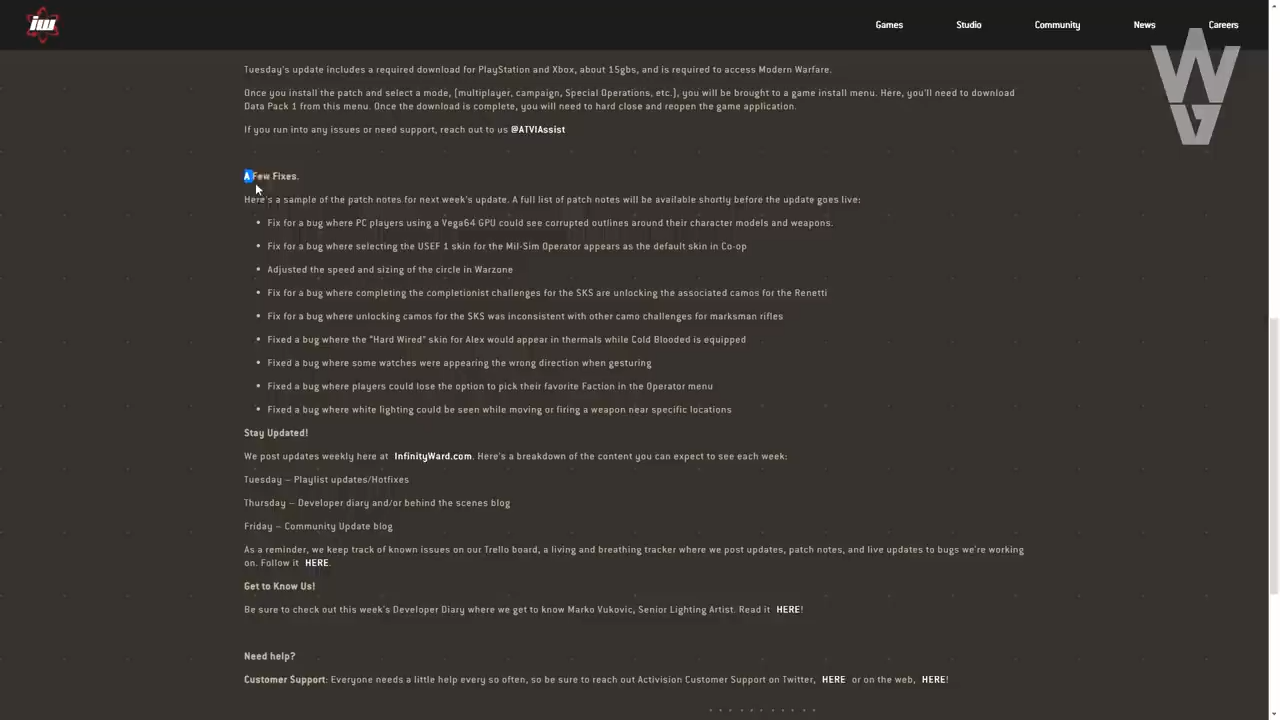 iw
Games
Studio
Community
News
Careers
WG
Tuesday's update includes a required download for PlayStation and Xbox, about 15gbs, and is required to access Modern Warfare.
Once you install the patch and select a mode, (multiplayer, campaign, Special Operations, etc.), you will be brought to a game install menu. Here, you'll need to download
Data Pack 1 from this menu. Once the download is complete, you will need to hard close and reopen the game application.
If you run into any issues or need support, reach out to us @ATVIAssist
A Few Fixes.
Here's a sample of the patch notes for next week's update. A full list of patch notes will be available shortly before the update goes live:
• Fix for a bug where PC players using a Vega64 GPU could see corrupted outlines around their character models and weapons.
• Fix for a bug where selecting the USEF 1 skin for the Mil-Sim Operator appears as the default skin in Co-op
• Adjusted the speed and sizing of the circle in Warzone
• Fix for a bug where completing the completionist challenges for the SKS are unlocking the associated camos for the Renetti
• Fix for a bug where unlocking camos for the SKS was inconsistent with other camo challenges for marksman rifles
• Fixed a bug where the "Hard Wired" skin for Alex would appear in thermals while Cold Blooded is equipped
• Fixed a bug where some watches were appearing the wrong direction when gesturing
• Fixed a bug where players could lose the option to pick their favorite Faction in the Operator menu
• Fixed a bug where white lighting could be seen while moving or firing a weapon near specific locations
Stay Updated!
We post updates weekly here at InfinityWard.com. Here's a breakdown of the content you can expect to see each week:
Tuesday – Playlist updates/Hotfixes
Thursday – Developer diary and/or behind the scenes blog
Friday – Community Update blog
As a reminder, we keep track of known issues on our Trello board, a living and breathing tracker where we post updates, patch notes, and live updates to bugs we're working
on. Follow it HERE.
Get to Know Us!
Be sure to check out this week's Developer Diary where we get to know Marko Vukovic, Senior Lighting Artist. Read it HERE!
Need help?
Customer Support: Everyone needs a little help every so often, so be sure to reach out Activision Customer Support on Twitter, HERE or on the web, HERE!